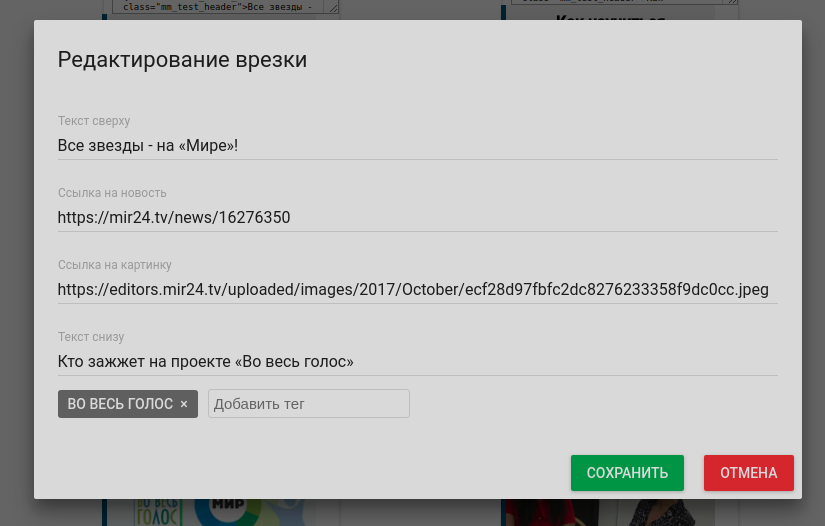 class="mm_test_header">Все звезды -
Как научиться
Редактирование врезки
Текст сверху
Все звезды - на «Мире»!
Ссылка на новость
https://mir24.tv/news/16276350
Ссылка на картинку
https://editors.mir24.tv/uploaded/images/2017/October/ecf28d97fbfc2dc8276233358f9dc0cc.jpeg
Текст снизу
Кто зажжет на проекте «Во весь голос»
ВО ВЕСЬ ГОЛОС ×
Добавить тег
СОХРАНИТЬ
ОТМЕНА
ВО ВЕСЬ
ГОЛОС
МИР